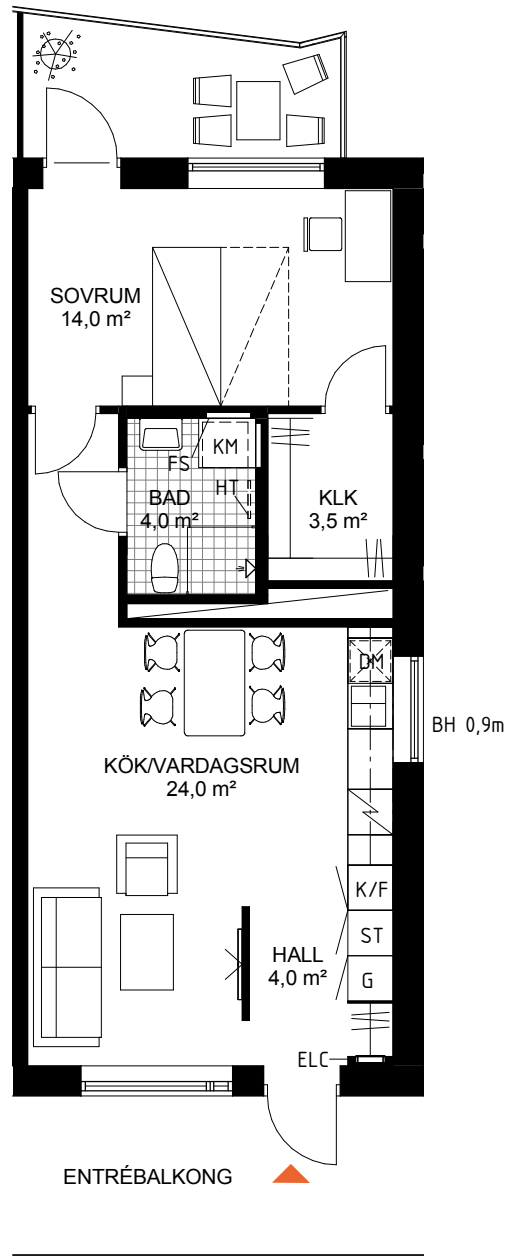 SOVRUM
14,0 m²
KM
FS
BAD
4,0 m²
HT
KLK
3,5 m²
DM
BH 0,9m
KÖK/VARDAGSRUM
24,0 m²
K/F
ST
HALL
4,0 m²
G
ELC
ENTRÉBALKONG